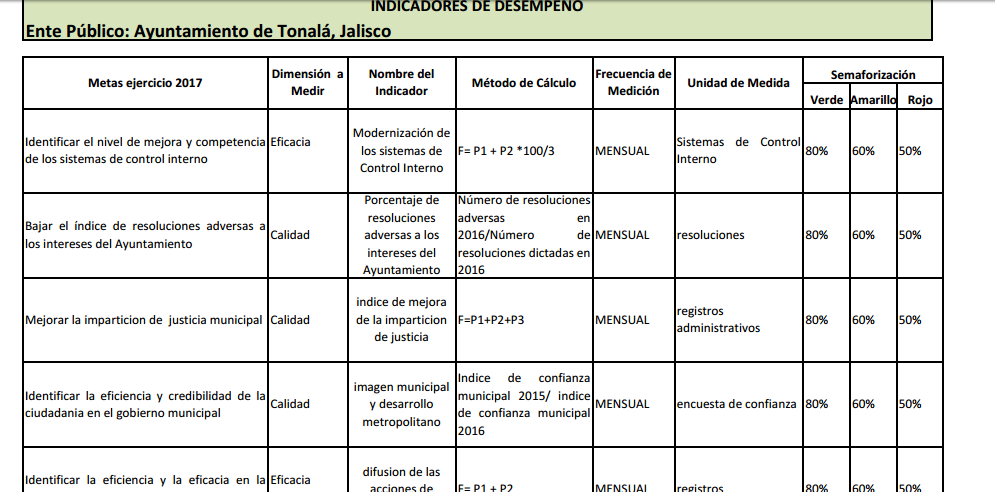 INDICADORES DE DESEMPEÑO
Ente Público: Ayuntamiento de Tonalá, Jalisco
Metas ejercicio 2017
Dimensión a
Medir
Nombre del
Indicador
Método de Cálculo
Frecuencia de
Medición
Unidad de Medida
Semaforización
Verde Amarillo Rojo
Identificar el nivel de mejora y competencia
de los sistemas de control interno
Eficacia
Modernización de
los sistemas de
Control Interno
F= P1 + P2 *100/3
MENSUAL
Sistemas de Control
Interno
80%
60%
50%
Bajar el índice de resoluciones adversas a
los intereses del Ayuntamiento
Calidad
Porcentaje de
resoluciones
adversas a los
intereses del
Ayuntamiento
Número de resoluciones
adversas en
2016/Número de
resoluciones dictadas en
2016
MENSUAL
resoluciones
80%
60%
50%
Mejorar la imparticion de justicia municipal
Calidad
indice de mejora
de la imparticion
de justicia
F=P1+P2+P3
MENSUAL
registros
administrativos
80%
60%
50%
Identificar la eficiencia y credibilidad de la
ciudadania en el gobierno municipal
Calidad
imagen municipal
y desarrollo
metropolitano
Indice de confianza
municipal 2015/ indice
de confianza municipal
2016
MENSUAL
encuesta de confianza
80%
60%
50%
Identificar la eficiencia y la eficacia en la
Eficacia
difusion de las
acciones de
F= P1 + P2
MENSUAL
registros
80%
60%
50%